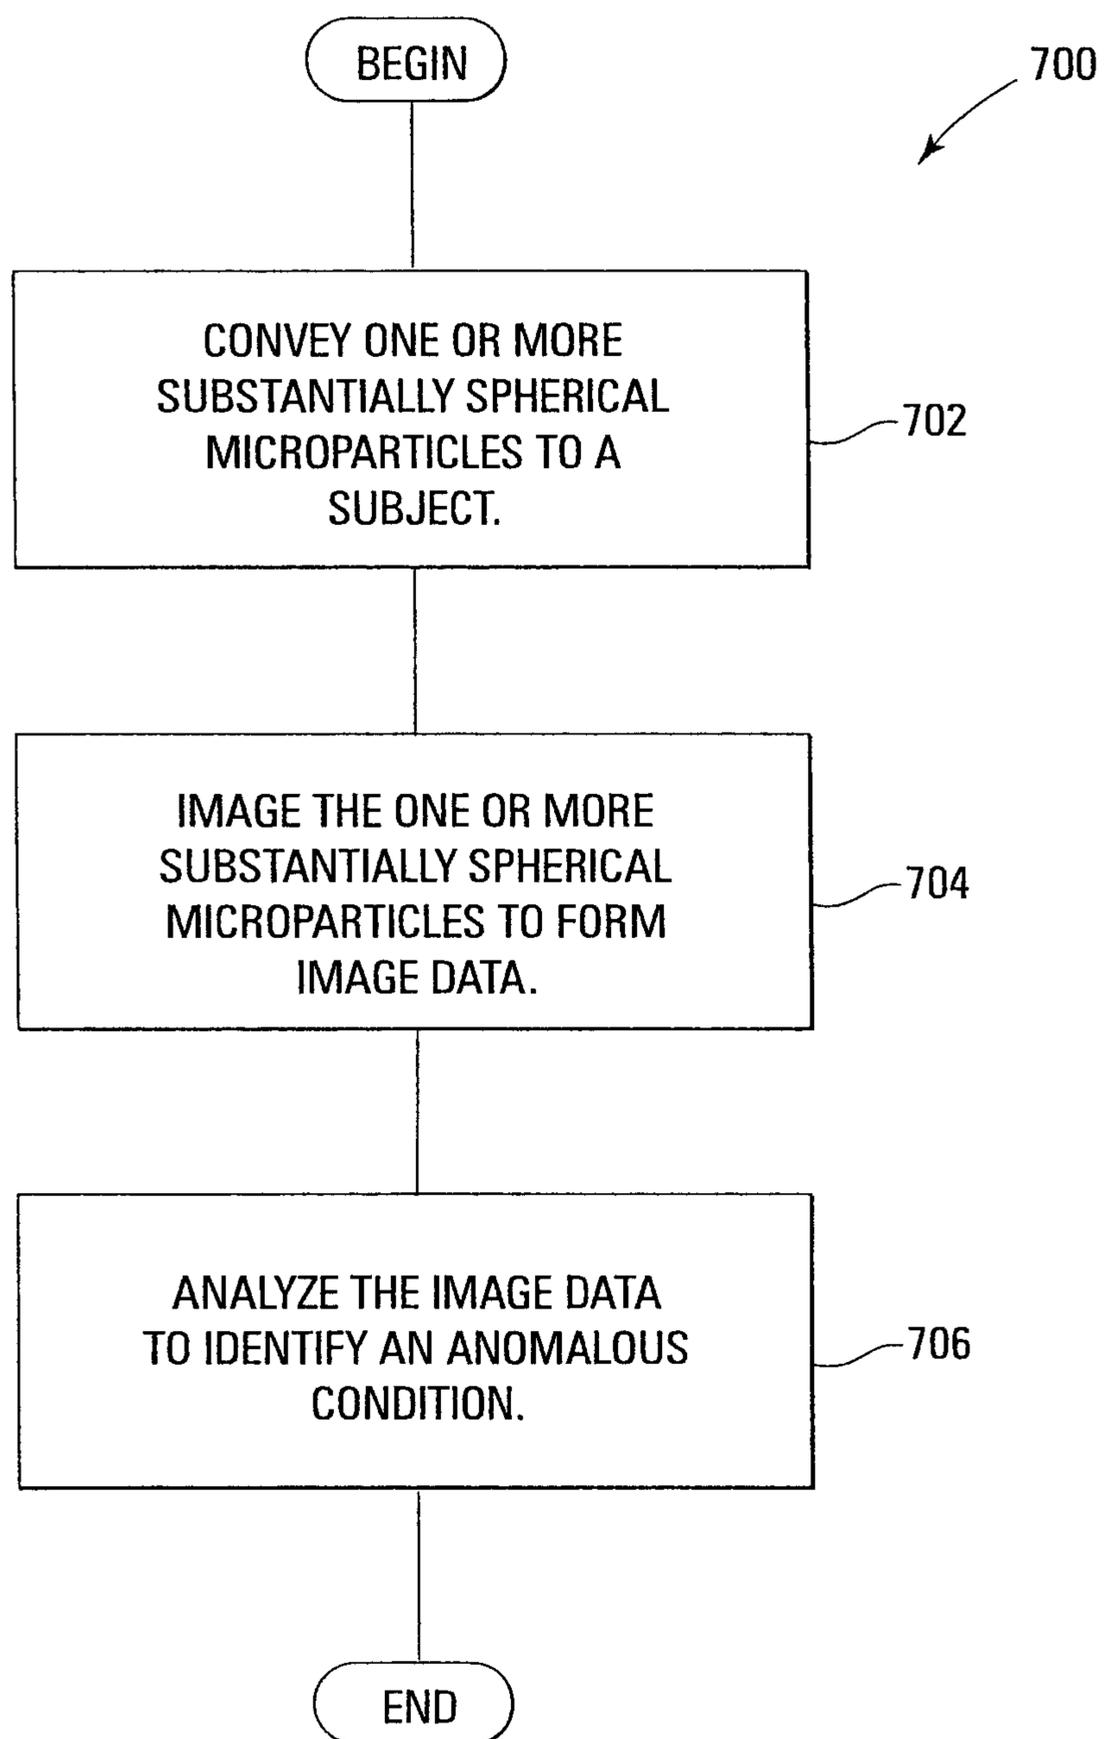 BEGIN
700
CONVEY ONE OR MORE
SUBSTANTIALLY SPHERICAL
MICROPARTICLES TO A
SUBJECT.
702
IMAGE THE ONE OR MORE
SUBSTANTIALLY SPHERICAL
MICROPARTICLES TO FORM
IMAGE DATA.
704
ANALYZE THE IMAGE DATA
TO IDENTIFY AN ANOMALOUS
CONDITION.
706
END